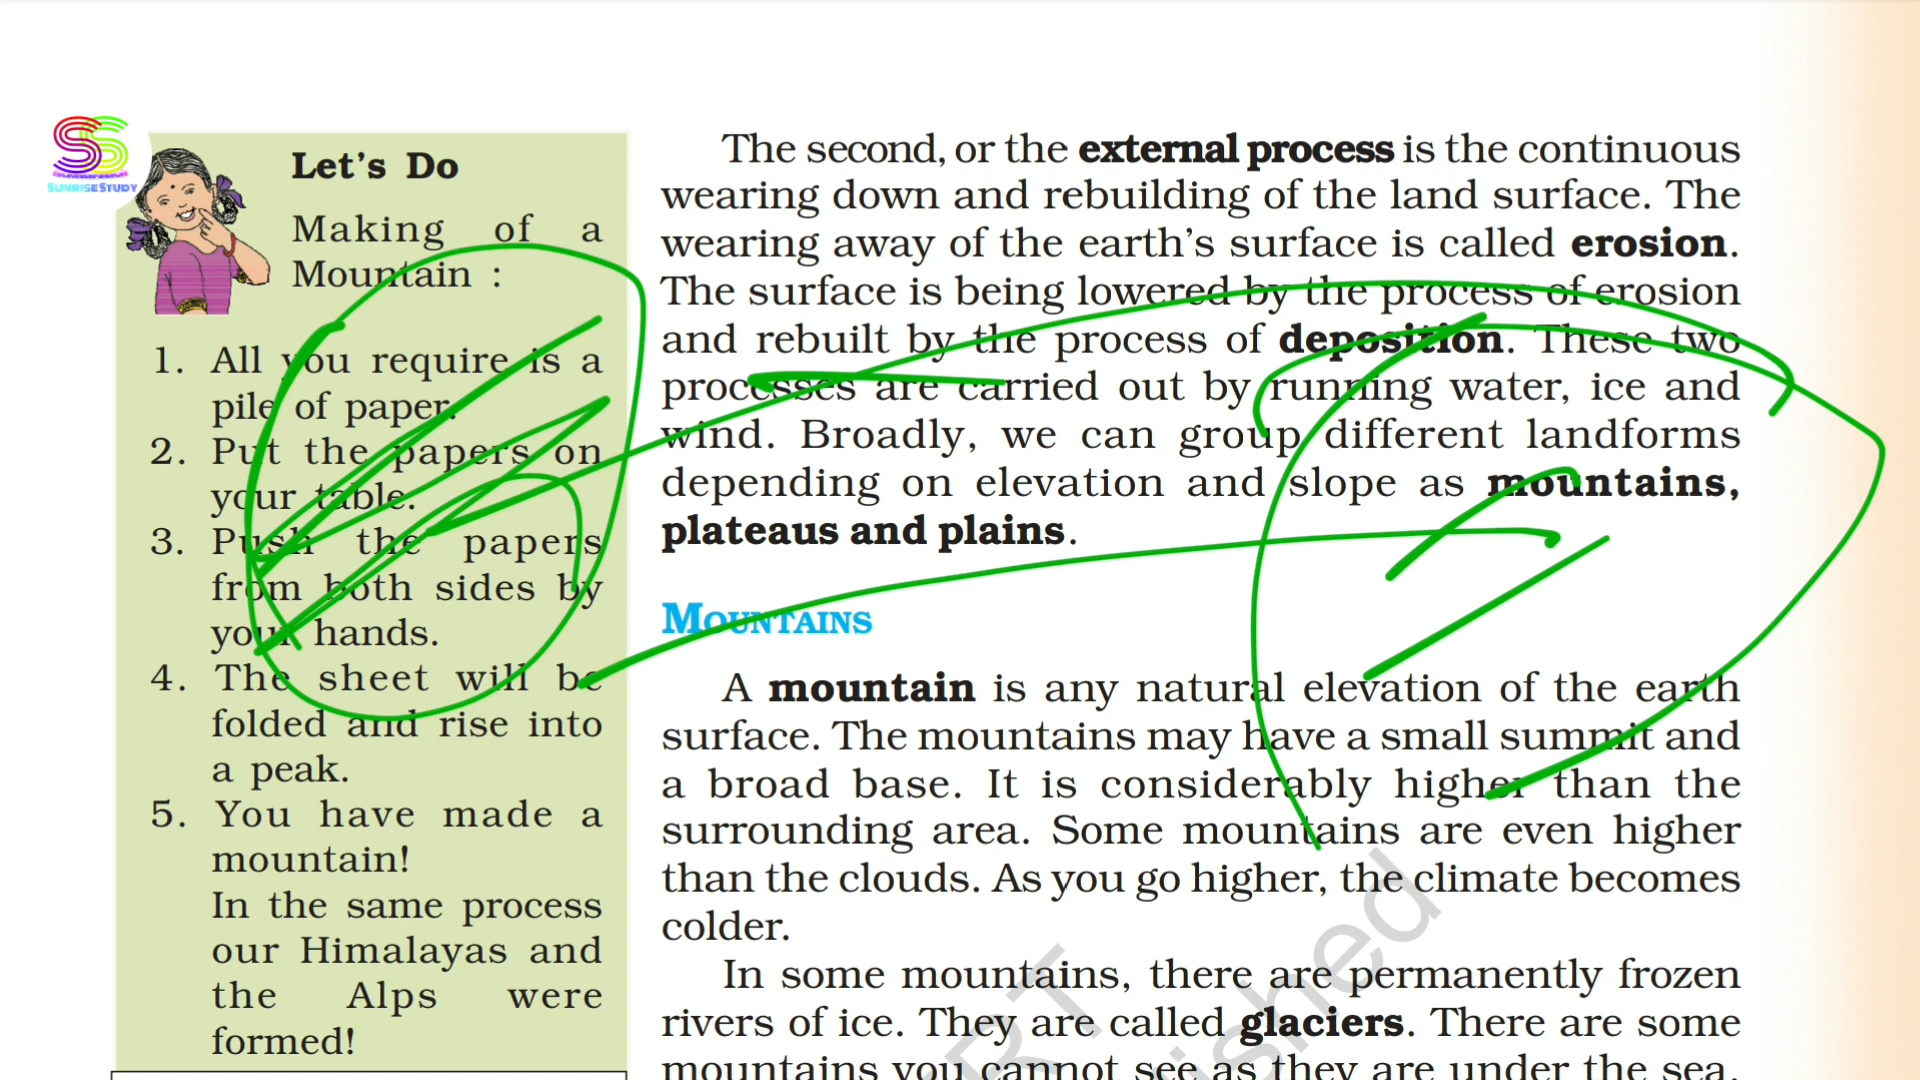 SS
SUNRISE STUDY
Let's Do
Making of a
Mountain :
1. All you require is a
pile of paper.
2. Put the papers on
your table.
3. Push the papers
from both sides by
your hands.
4. The sheet will be
folded and rise into
a peak.
5. You have made a
mountain!
In the same process
our Himalayas and
the Alps were
formed!
The second, or the external process is the continuous
wearing down and rebuilding of the land surface. The
wearing away of the earth's surface is called erosion.
The surface is being lowered by the process of erosion
and rebuilt by the process of deposition. These two
processes are carried out by running water, ice and
wind. Broadly, we can group different landforms
depending on elevation and slope as mountains,
plateaus and plains.
MOUNTAINS
A mountain is any natural elevation of the earth
surface. The mountains may have a small summit and
a broad base. It is considerably higher than the
surrounding area. Some mountains are even higher
than the clouds. As you go higher, the climate becomes
colder.
In some mountains, there are permanently frozen
rivers of ice. They are called glaciers. There are some
mountains you cannot see as they are under the sea.